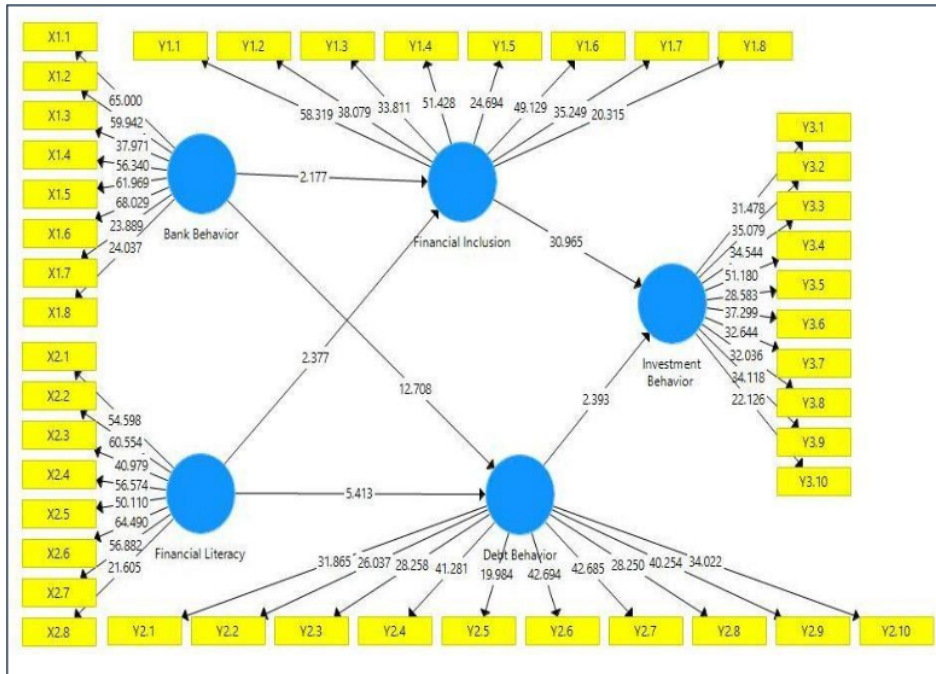 X1.1
X1.2
X1.3
X1.4
X1.5
X1.6
X1.7
X1.8
65.000
59.942
37.971
56.340
61.969
68.029
23.889
24.037
Bank Behavior
Y1.1
Y1.2
Y1.3
Y1.4
Y1.5
Y1.6
Y1.7
Y1.8
58.319
38.079
33.811
51.428
24.694
49.129
35.249
20.315
Financial Inclusion
2.177
2.377
12.708
30.965
2.393
5.413
Y3.1
Y3.2
Y3.3
Y3.4
Y3.5
Y3.6
Y3.7
Y3.8
Y3.9
Y3.10
31.478
35.079
34.544
51.180
28.583
37.299
32.644
32.036
34.118
22.126
Investment
Behavior
X2.1
X2.2
X2.3
X2.4
X2.5
X2.6
X2.7
X2.8
54.598
60.554
40.979
56.574
50.110
64.490
56.882
21.605
Financial Literacy
Debt Behavior
31.865
26.037
28.258
41.281
19.984
42.694
42.685
28.250
40.254
34.022
Y2.1
Y2.2
Y2.3
Y2.4
Y2.5
Y2.6
Y2.7
Y2.8
Y2.9
Y2.10